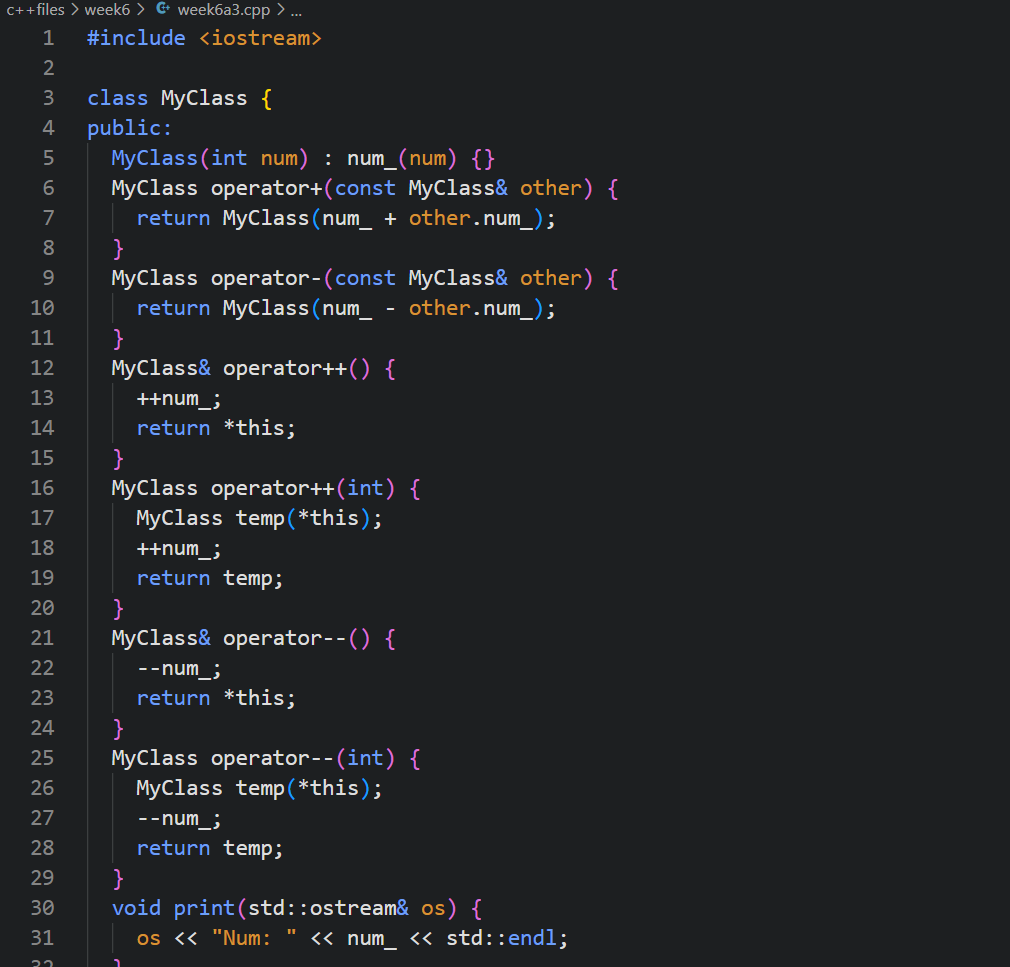 c++files > week6 > week6a3.cpp > ...
1 #include <iostream>
2
3 class MyClass {
4 public:
5   MyClass(int num) : num_(num) {}
6   MyClass operator+(const MyClass& other) {
7     return MyClass(num_ + other.num_);
8   }
9   MyClass operator-(const MyClass& other) {
10     return MyClass(num_ - other.num_);
11   }
12   MyClass& operator++() {
13     ++num_;
14     return *this;
15   }
16   MyClass operator++(int) {
17     MyClass temp(*this);
18     ++num_;
19     return temp;
20   }
21   MyClass& operator--() {
22     --num_;
23     return *this;
24   }
25   MyClass operator--(int) {
26     MyClass temp(*this);
27     --num_;
28     return temp;
29   }
30   void print(std::ostream& os) {
31     os << "Num: " << num_ << std::endl;
32   }